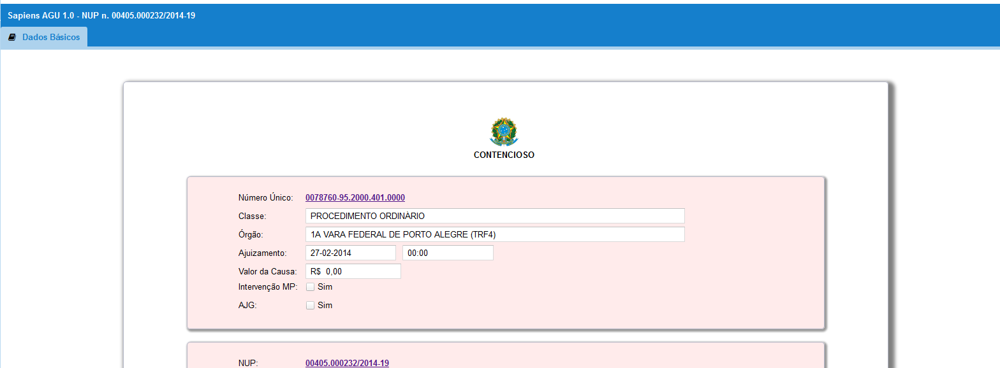 Sapiens AGU 1.0 - NUP n. 00405.000232/2014-19
Dados Básicos
CONTENCIOSO
Número Único: 0078760-95.2000.401.0000
Classe: PROCEDIMENTO ORDINÁRIO
Órgão: 1A VARA FEDERAL DE PORTO ALEGRE (TRF4)
Ajuizamento: 27-02-2014 00:00
Valor da Causa: R$ 0,00
Intervenção MP: Sim
AJG: Sim
NUP: 00405.000232/2014-19